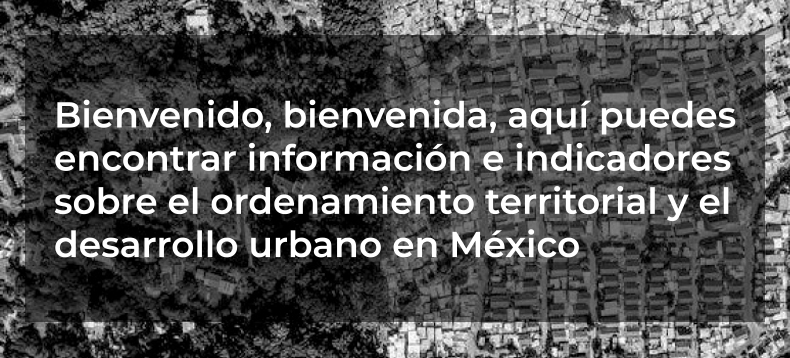 Bienvenido, bienvenida, aquí puedes
encontrar información e indicadores
sobre el ordenamiento territorial y el
desarrollo urbano en México